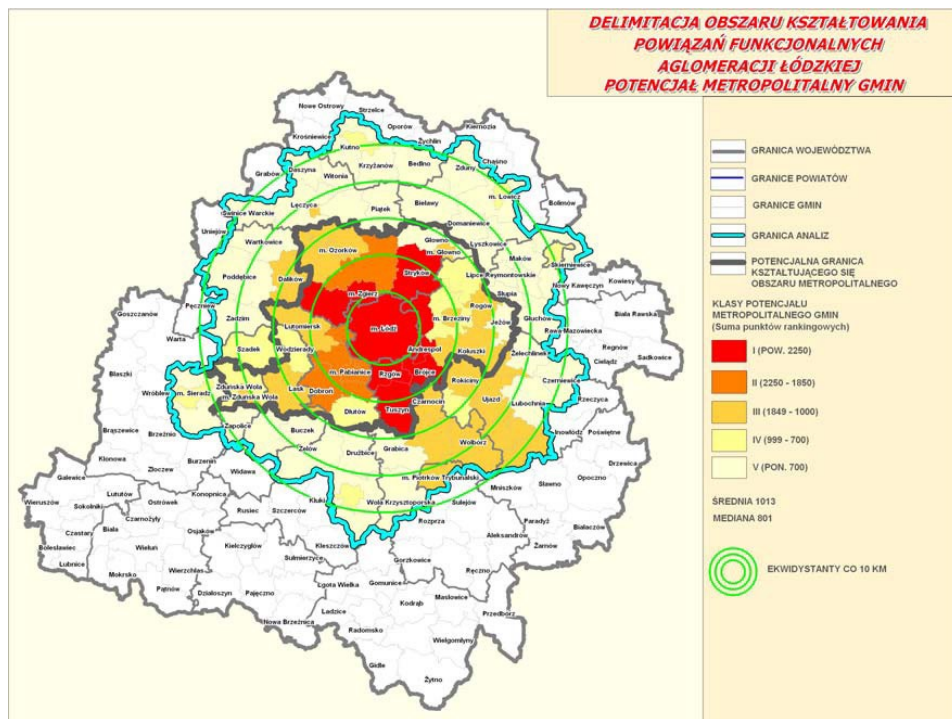 DELIMITACJA OBSZARU KSZTAŁTOWANIA
POWIĄZAŃ FUNKCJONALNYCH
AGLOMERACJI ŁÓDZKIEJ
POTENCJAŁ METROPOLITALNY GMIN
GRANICA WOJEWÓDZTWA
GRANICE POWIATÓW
GRANICE GMIN
GRANICA ANALIZ
POTENCJALNA GRANICA
KSZTAŁTUJĄCEGO SIĘ
OBSZARU METROPOLITALNEGO
KLASY POTENCJAŁU
METROPOLITALNEGO GMIN
(Suma punktów rankingowych)
I (POW. 2250)
II (2250 - 1850)
III (1849 - 1000)
IV (999 - 700)
V (PON. 700)
ŚREDNIA 1013
MEDIANA 801
EKWIDYSTANTY CO 10 KM
Nowe Ostrowy
Strzelce
Oporów
Kiernozia
Krośniewice
Żychlin
Kutno
Chąśno
Bedlno
Zduny
Grabów
Daszyna
Krzyżanów
Witonia
Bielawy
m. Łowicz
Bolimów
Łęczyca
Piątek
Świnice Warckie
Domaniewice
Uniejów
Wartkowice
Głowno
Łyszkowice
m. Ozorków
m. Głowno
Maków
Skierniewice
Stryków
Lipce Reymontowskie
Poddębice
Dalików
Nowy Kawęczyn
Kowiesy
m. Zgierz
Słupia
Pęczniew
Rogów
Goszczanów
Zadzim
m. Brzeziny
Jeżów
Głuchów
Biała Rawska
Lutomiersk
m. Łódź
Rawa Mazowiecka
Warta
Regnów
Szadek
Wodzierady
Andrespol
Koluszki
Żelechlinek
Cielądz
Sadkowice
Błaszki
m. Pabianice
Rzgów
Brójce
Rokiciny
Czerniewice
Zduńska Wola
Łask
Wróblew
m. Sieradz
m. Zduńska Wola
Dobroń
Czarnocin
Ujazd
Lubochnia
Rzeczyca
Tuszyn
Dłutów
Zapolice
Brąszewice
Brzeźnio
Buczek
Wolbórz
Inowłódz
Poświętne
Zelów
Drużbice
Grabica
Drzewica
Klonowa
Złoczew
Burzenin
Widawa
m. Piotrków Trybunalski
Opoczno
Galewice
Sławno
Mniszków
Lututów
Ostrówek
Konopnica
Kluki
Wola Krzysztoporska
Sulejów
Wieruszów
Sokolniki
Rusiec
Szczerców
Czarnożyły
Rozprza
Paradyż
Białaczów
Czastary
Biała
Osjaków
Aleksandrów
Bolesławiec
Wieluń
Kiełczygłów
Kleszczów
Żarnów
Sulmierzyce
Gorzkowice
Łubnice
Wierzchlas
Ręczno
Mokrsko
Lgota Wielka
Gomunice
Pątnów
Działoszyn
Pajęczno
Masłowice
Ładzice
Kodrąb
Przedbórz
Nowa Brzeźnica
Radomsko
Wielgomłyny
Gidle
Żytno